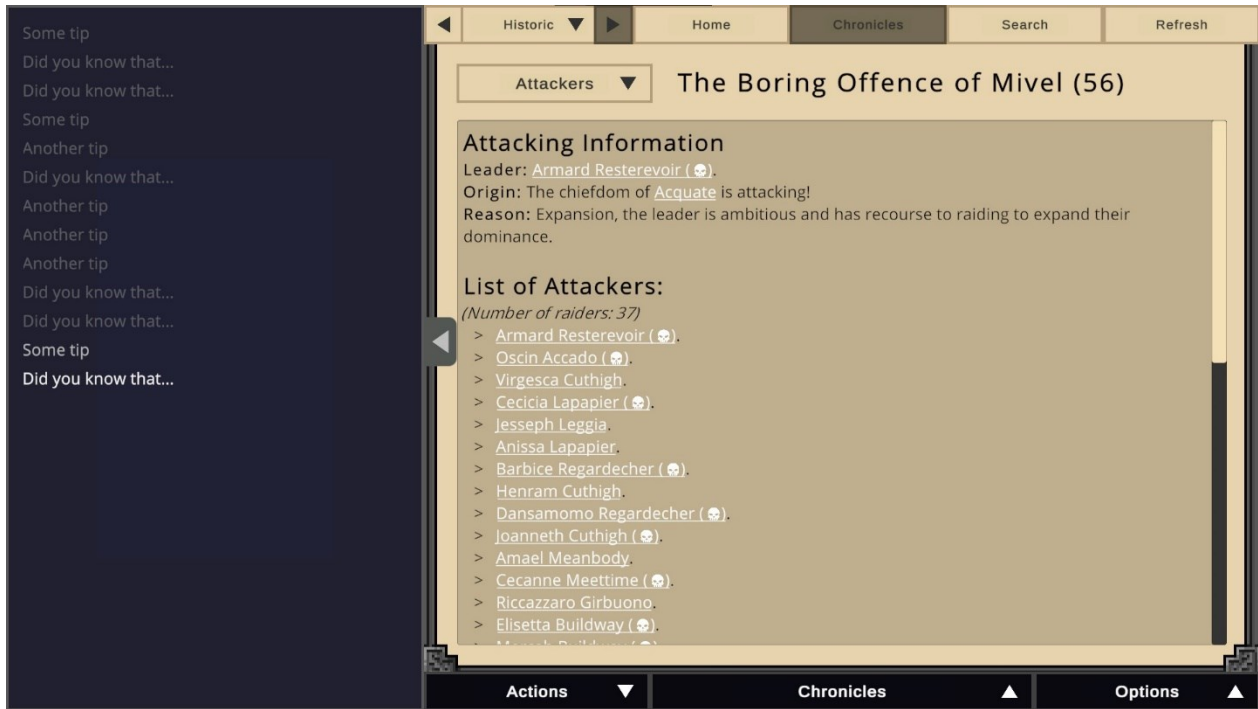 Some tip
Did you know that...
Did you know that...
Some tip
Another tip
Did you know that...
Another tip
Another tip
Another tip
Did you know that...
Did you know that...
Some tip
Did you know that...
Historic
Home
Chronicles
Search
Refresh
Attackers
The Boring Offence of Mivel (56)
Attacking Information
Leader: Armard Resterevoir ( ).
Origin: The chiefdom of Acquate is attacking!
Reason: Expansion, the leader is ambitious and has recourse to raiding to expand their
dominance.
List of Attackers:
(Number of raiders: 37)
> Armard Resterevoir ( ).
> Oscin Accado ( ).
> Virgesca Cuthigh.
> Cecicia Lapapier ( ).
> Jesseph Leggia.
> Anissa Lapapier.
> Barbice Regardecher ( ).
> Henram Cuthigh.
> Dansamomo Regardecher ( ).
> Joanneth Cuthigh ( ).
> Amael Meanbody.
> Cecanne Meettime ( ).
> Riccazzaro Girbuono.
> Elisetta Buildway ( ).
Actions
Chronicles
Options